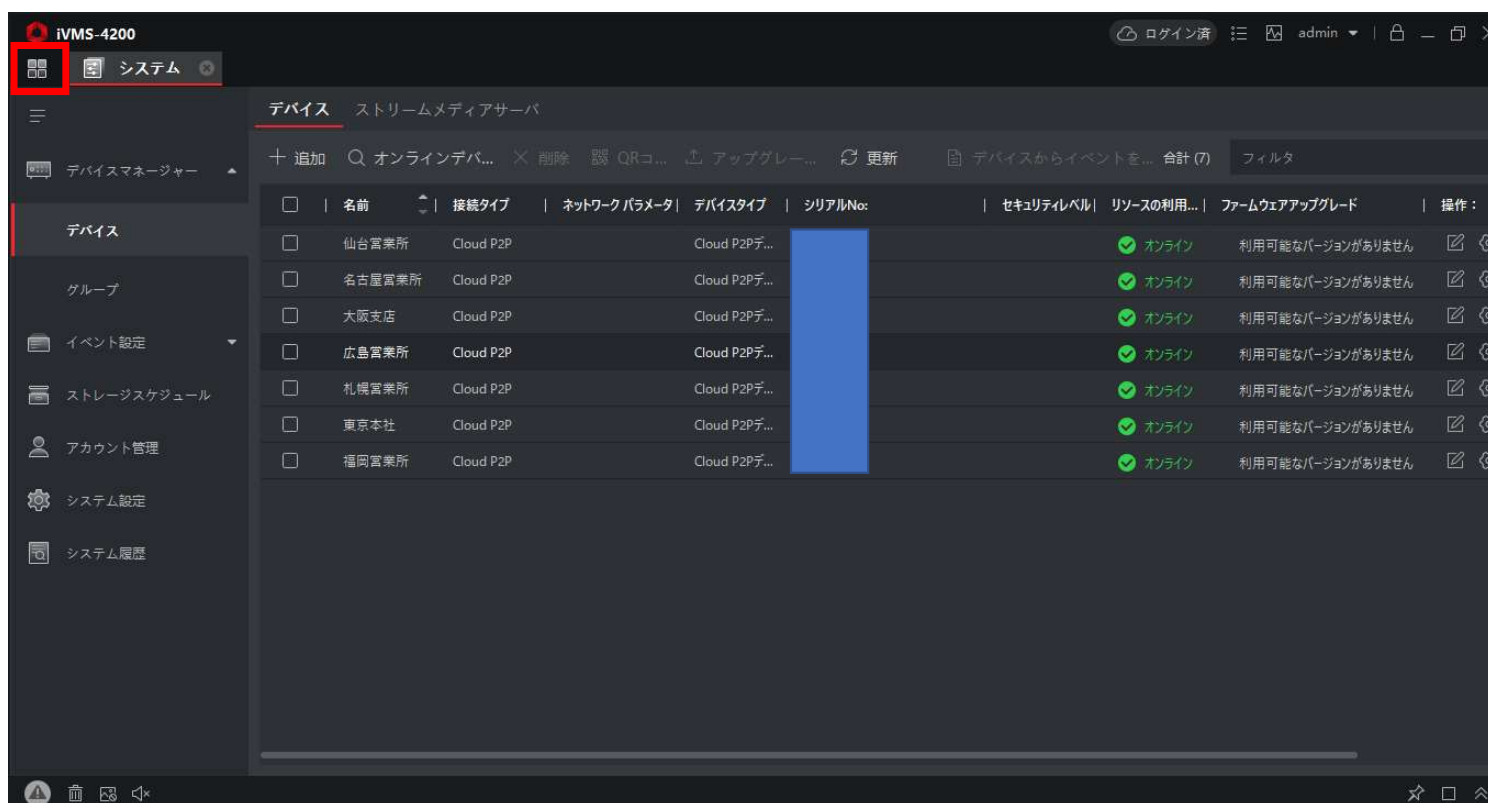 iVMS-4200 ログイン済 admin
システム
デバイス ストリームメディアサーバ
追加 オンラインデバ... 削除 QRコ... アップグレー... 更新 デバイスからイベントを... 合計 (7) フィルタ
デバイスマネージャー
名前 接続タイプ ネットワーク パラメータ デバイスタイプ シリアルNo: セキュリティレベル リソースの利用... ファームウェアアップグレード 操作：
デバイス
仙台営業所 Cloud P2P Cloud P2Pデ... オンライン 利用可能なバージョンがありません
名古屋営業所 Cloud P2P Cloud P2Pデ... オンライン 利用可能なバージョンがありません
グループ
大阪支店 Cloud P2P Cloud P2Pデ... オンライン 利用可能なバージョンがありません
イベント設定
広島営業所 Cloud P2P Cloud P2Pデ... オンライン 利用可能なバージョンがありません
札幌営業所 Cloud P2P Cloud P2Pデ... オンライン 利用可能なバージョンがありません
ストレージスケジュール
東京本社 Cloud P2P Cloud P2Pデ... オンライン 利用可能なバージョンがありません
アカウント管理
福岡営業所 Cloud P2P Cloud P2Pデ... オンライン 利用可能なバージョンがありません
システム設定
システム履歴